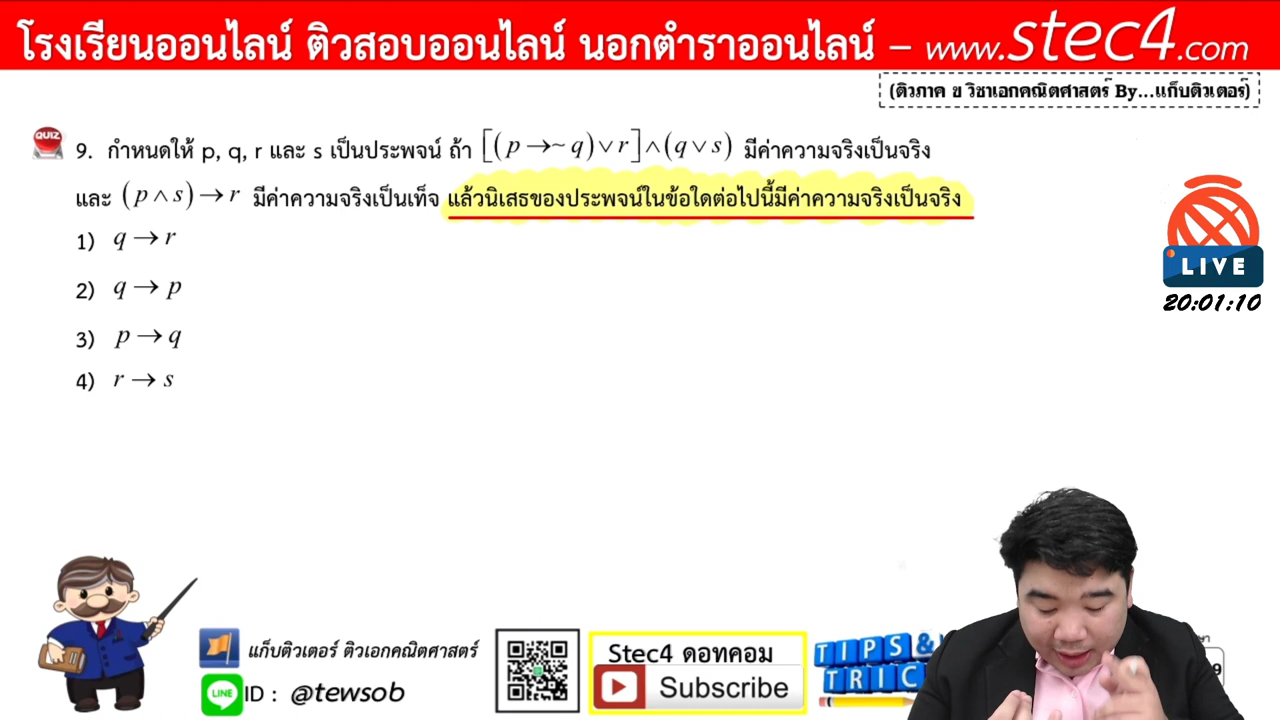 โรงเรียนออนไลน์ ติวสอบออนไลน์ นอกตำราออนไลน์ – www.stec4.com
(ติวภาค ข วิชาเอกคณิตศาสตร์ By...แก๊บติวเตอร์)
QUIZ
9. กำหนดให้ p, q, r และ s เป็นประพจน์ ถ้า [(p →~ q) ∨ r] ∧ (q ∨ s) มีค่าความจริงเป็นจริง
และ (p ∧ s) → r มีค่าความจริงเป็นเท็จ แล้วนิเสธของประพจน์ในข้อใดต่อไปนี้มีค่าความจริงเป็นจริง
1) q → r
2) q → p
3) p → q
4) r → s
LIVE
20:01:10
แก๊บติวเตอร์ ติวเอกคณิตศาสตร์
LINE ID : @tewsob
Stec4 ดอทคอม
Subscribe
TIPS &
TRIC
9